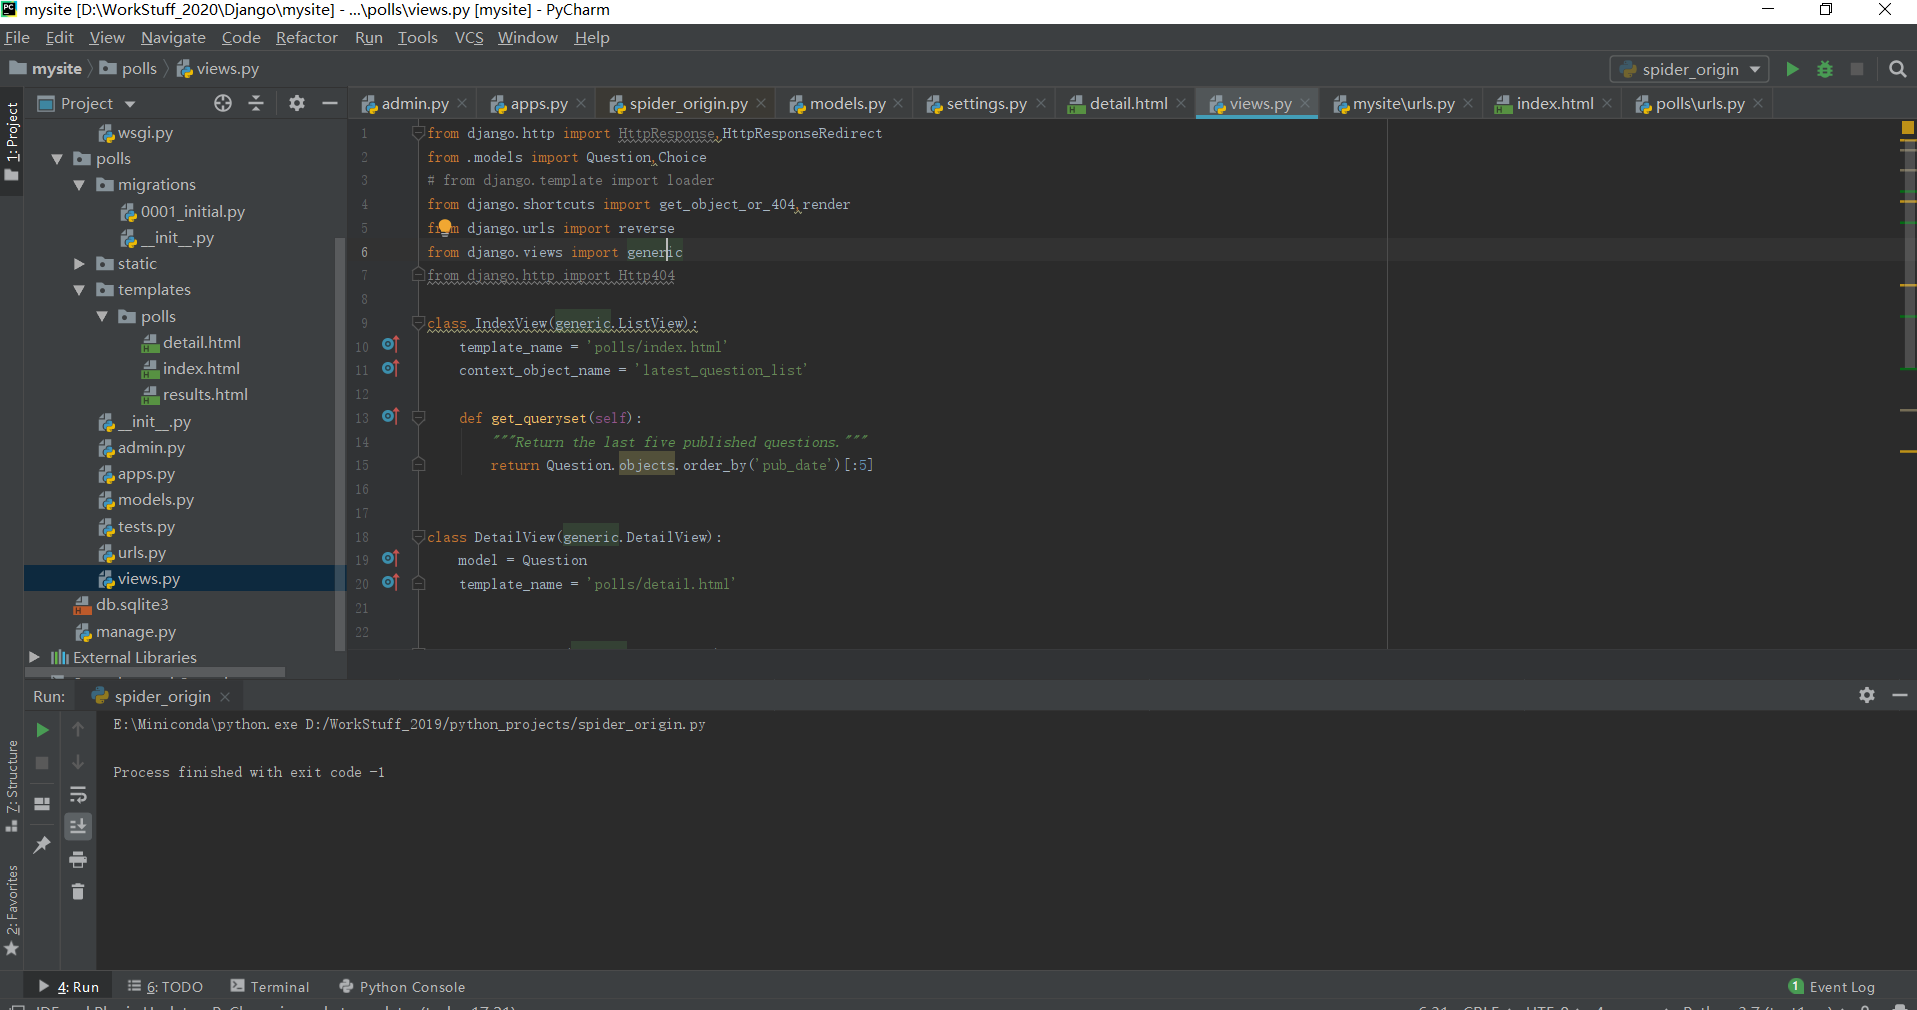 mysite [D:\WorkStuff_2020\Django\mysite] - ...\polls\views.py [mysite] - PyCharm
File Edit View Navigate Code Refactor Run Tools VCS Window Help
mysite polls views.py spider_origin
1: Project
Project
admin.py apps.py spider_origin.py models.py settings.py detail.html views.py mysite\urls.py index.html polls\urls.py
wsgi.py
polls
migrations
0001_initial.py
__init__.py
static
templates
polls
detail.html
index.html
results.html
__init__.py
admin.py
apps.py
models.py
tests.py
urls.py
views.py
db.sqlite3
manage.py
External Libraries
1 from django.http import HttpResponse,HttpResponseRedirect
2 from .models import Question,Choice
3 # from django.template import loader
4 from django.shortcuts import get_object_or_404,render
5 from django.urls import reverse
6 from django.views import generic
7 from django.http import Http404
8
9 class IndexView(generic.ListView):
10 template_name = 'polls/index.html'
11 context_object_name = 'latest_question_list'
12
13 def get_queryset(self):
14 """Return the last five published questions."""
15 return Question.objects.order_by('pub_date')[:5]
16
17
18 class DetailView(generic.DetailView):
19 model = Question
20 template_name = 'polls/detail.html'
21
22
Run: spider_origin
E:\Miniconda\python.exe D:/WorkStuff_2019/python_projects/spider_origin.py
Process finished with exit code -1
7: Structure
2: Favorites
4: Run 6: TODO Terminal Python Console 1 Event Log